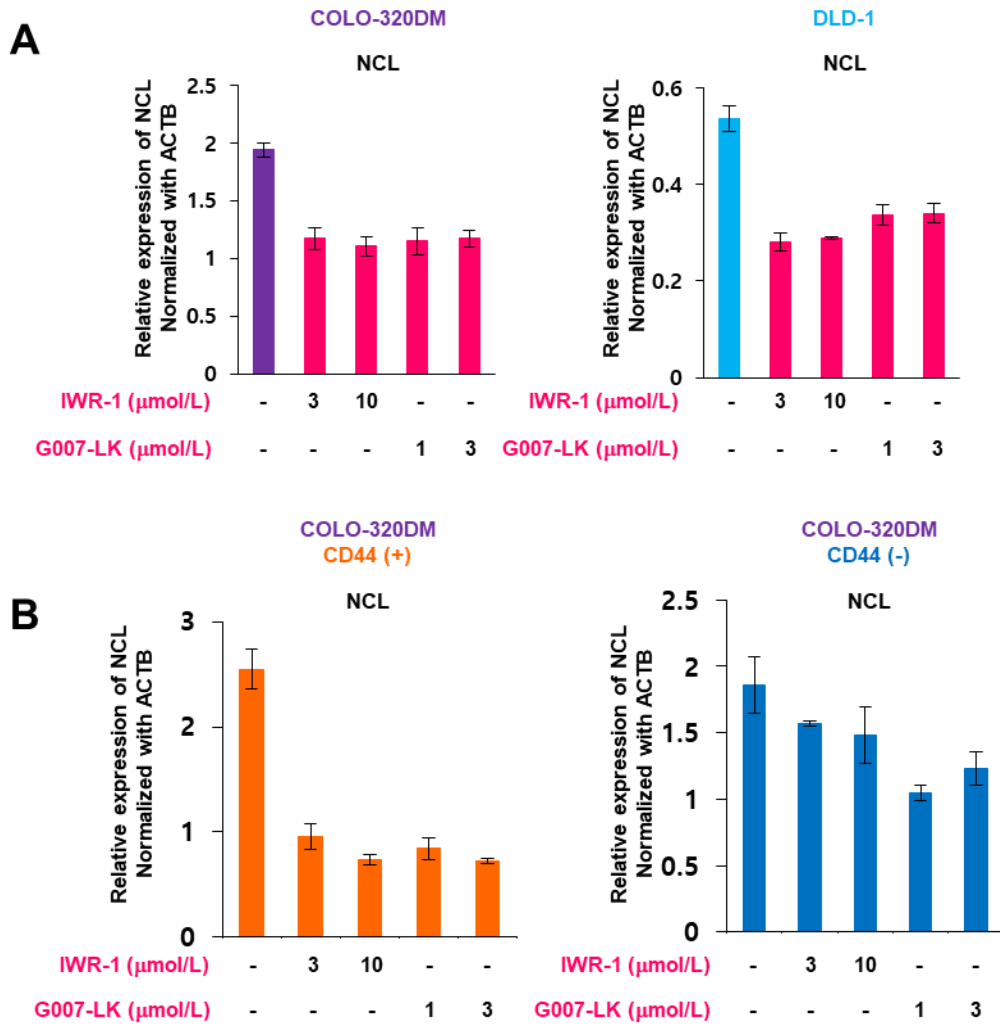 A
COLO-320DM
NCL
Relative expression of NCL
Normalized with ACTB
2.5
2
1.5
1
0.5
0
IWR-1 (μmol/L) - 3 10 - -
G007-LK (μmol/L) - - - 1 3
DLD-1
NCL
Relative expression of NCL
Normalized with ACTB
0.6
0.4
0.2
0
IWR-1 (μmol/L) - 3 10 - -
G007-LK (μmol/L) - - - 1 3
B
COLO-320DM
CD44 (+)
NCL
Relative expression of NCL
Normalized with ACTB
3
2
1
0
IWR-1 (μmol/L) - 3 10 - -
G007-LK (μmol/L) - - - 1 3
COLO-320DM
CD44 (-)
NCL
Relative expression of NCL
Normalized with ACTB
2.5
2
1.5
1
0.5
0
IWR-1 (μmol/L) - 3 10 - -
G007-LK (μmol/L) - - - 1 3